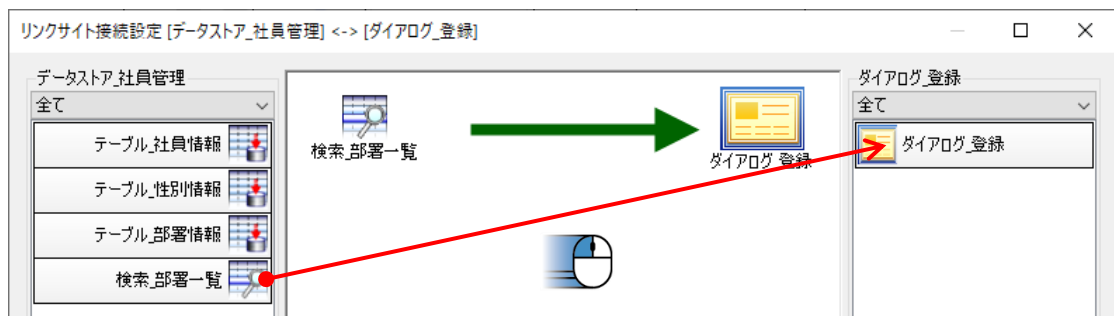 リンクサイト接続設定 [データストア_社員管理] <-> [ダイアログ_登録]
データストア_社員管理
全て
テーブル_社員情報
テーブル_性別情報
テーブル_部署情報
検索_部署一覧
検索_部署一覧
ダイアログ_登録
ダイアログ_登録
全て
ダイアログ_登録